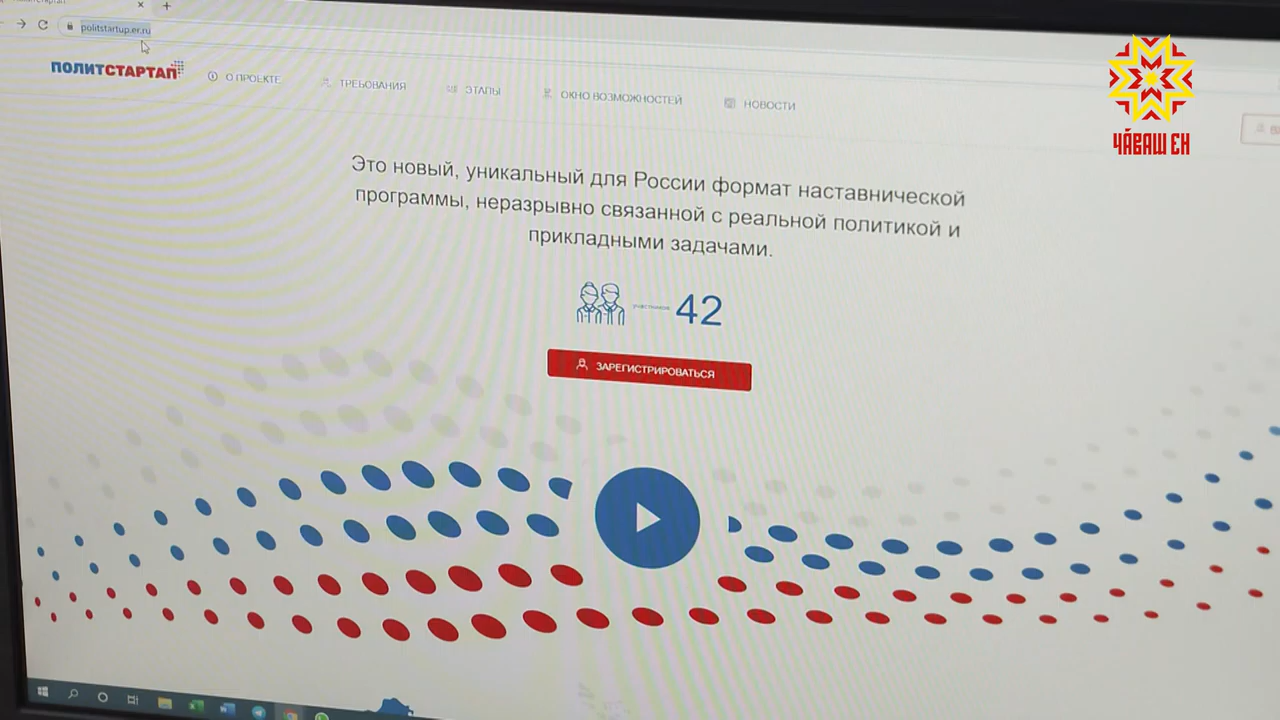 politstartup.er.ru
ПОЛИТСТАРТАП
О ПРОЕКТЕ
ТРЕБОВАНИЯ
ЭТАПЫ
ОКНО ВОЗМОЖНОСТЕЙ
НОВОСТИ
ЧӐВАШ ЕН
Это новый, уникальный для России формат наставнической
программы, неразрывно связанной с реальной политикой и
прикладными задачами.
42
ЗАРЕГИСТРИРОВАТЬСЯ